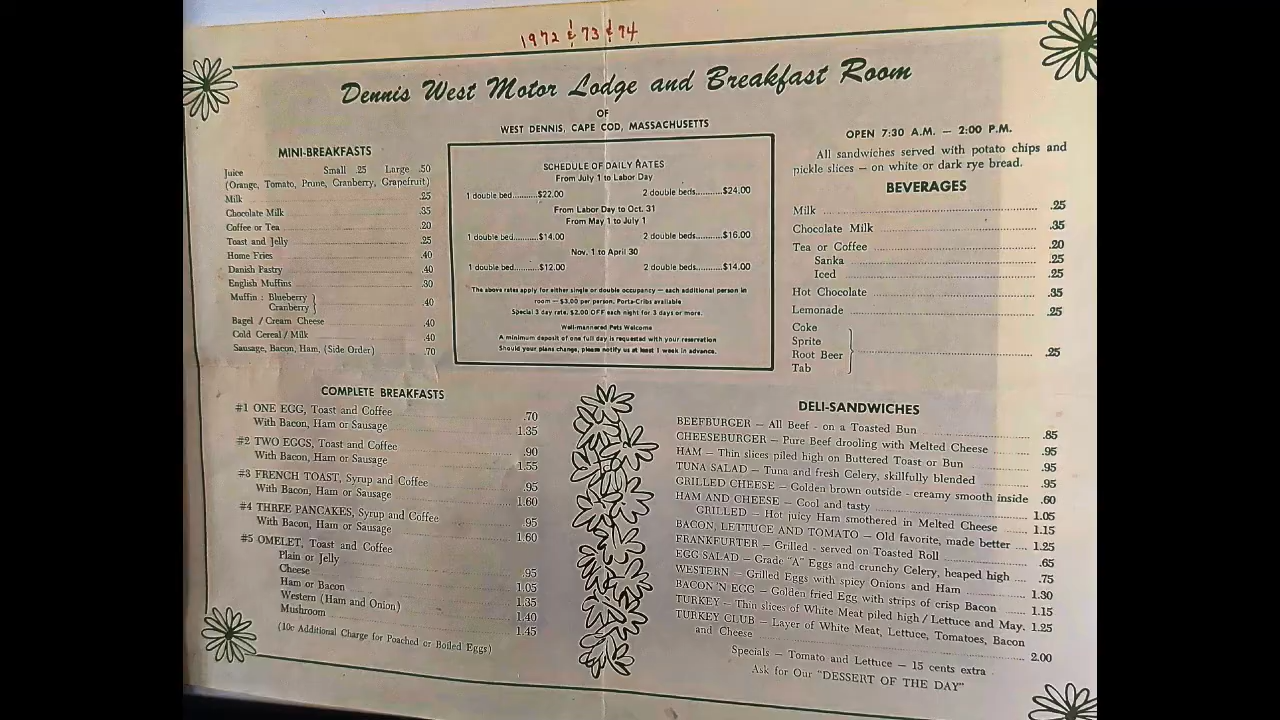 1972 & 73 & 74
Dennis West Motor Lodge and Breakfast Room
OF
WEST DENNIS, CAPE COD, MASSACHUSETTS
MINI-BREAKFASTS
Juice Small .25 Large .50
(Orange, Tomato, Prune, Cranberry, Grapefruit)
Milk .25
Chocolate Milk .35
Coffee or Tea .20
Toast and Jelly .25
Home Fries .40
Danish Pastry .40
English Muffins .30
Muffin : Blueberry
Cranberry } .40
Bagel / Cream Cheese .40
Cold Cereal / Milk .40
Sausage, Bacon, Ham, (Side Order) .70
SCHEDULE OF DAILY RATES
From July 1 to Labor Day
1 double bed..........$22.00 2 double beds..........$24.00
From Labor Day to Oct. 31
From May 1 to July 1
1 double bed..........$14.00 2 double beds..........$16.00
Nov. 1 to April 30
1 double bed..........$12.00 2 double beds..........$14.00
The above rates apply for either single or double occupancy — each additional person in
room — $3.00 per person. Porta-Cribs available
Special 3 day rate, $2.00 OFF each night for 3 days or more.
Well-mannered Pets Welcome
A minimum deposit of one full day is requested with your reservation
Should your plans change, please notify us at least 1 week in advance.
OPEN 7:30 A.M. — 2:00 P.M.
All sandwiches served with potato chips and
pickle slices — on white or dark rye bread.
BEVERAGES
Milk .25
Chocolate Milk .35
Tea or Coffee .20
Sanka .25
Iced .25
Hot Chocolate .35
Lemonade .25
Coke
Sprite
Root Beer } .25
Tab
COMPLETE BREAKFASTS
#1 ONE EGG, Toast and Coffee .70
With Bacon, Ham or Sausage 1.35
#2 TWO EGGS, Toast and Coffee .90
With Bacon, Ham or Sausage 1.55
#3 FRENCH TOAST, Syrup and Coffee .95
With Bacon, Ham or Sausage 1.60
#4 THREE PANCAKES, Syrup and Coffee .95
With Bacon, Ham or Sausage 1.60
#5 OMELET, Toast and Coffee
Plain or Jelly .95
Cheese 1.05
Ham or Bacon 1.35
Western (Ham and Onion) 1.40
Mushroom 1.45
(10c Additional Charge for Poached or Boiled Eggs)
DELI-SANDWICHES
BEEFBURGER — All Beef - on a Toasted Bun .85
CHEESEBURGER — Pure Beef drooling with Melted Cheese .95
HAM — Thin slices piled high on Buttered Toast or Bun .95
TUNA SALAD — Tuna and fresh Celery, skillfully blended .95
GRILLED CHEESE — Golden brown outside - creamy smooth inside .60
HAM AND CHEESE — Cool and tasty 1.05
GRILLED — Hot juicy Ham smothered in Melted Cheese 1.15
BACON, LETTUCE AND TOMATO — Old favorite, made better .... 1.25
FRANKFURTER — Grilled - served on Toasted Roll .65
EGG SALAD — Grade "A" Eggs and crunchy Celery, heaped high .... .75
WESTERN — Grilled Eggs with spicy Onions and Ham 1.30
BACON 'N EGG — Golden fried Egg with strips of crisp Bacon 1.15
TURKEY — Thin slices of White Meat piled high / Lettuce and May. 1.25
TURKEY CLUB — Layer of White Meat, Lettuce, Tomatoes, Bacon
and Cheese 2.00
Specials — Tomato and Lettuce — 15 cents extra
Ask for Our "DESSERT OF THE DAY"